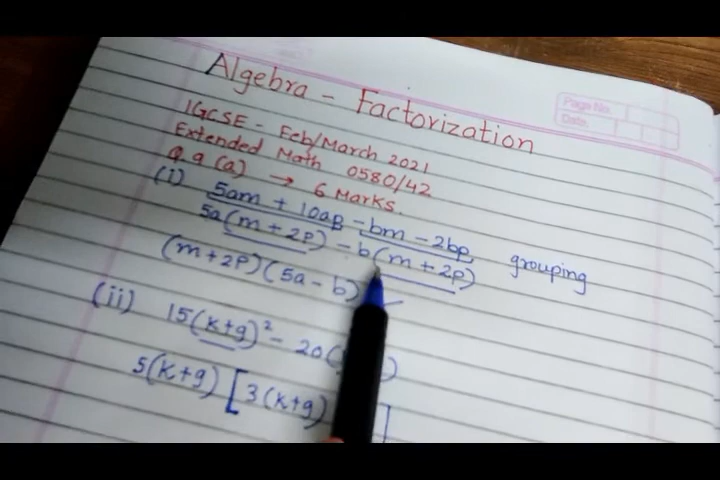 Page No.
Date
Algebra - Factorization
IGCSE - Feb/March 2021
Extended Math 0580/42
Q.9 (a) → 6 Marks.
(i) 5am + 10ap - bm - 2bp
5a(m + 2p) - b(m + 2p) grouping
(m + 2p)(5a - b)
(ii) 15(k+g)² - 20(
5(k+g) [3(k+g) ]